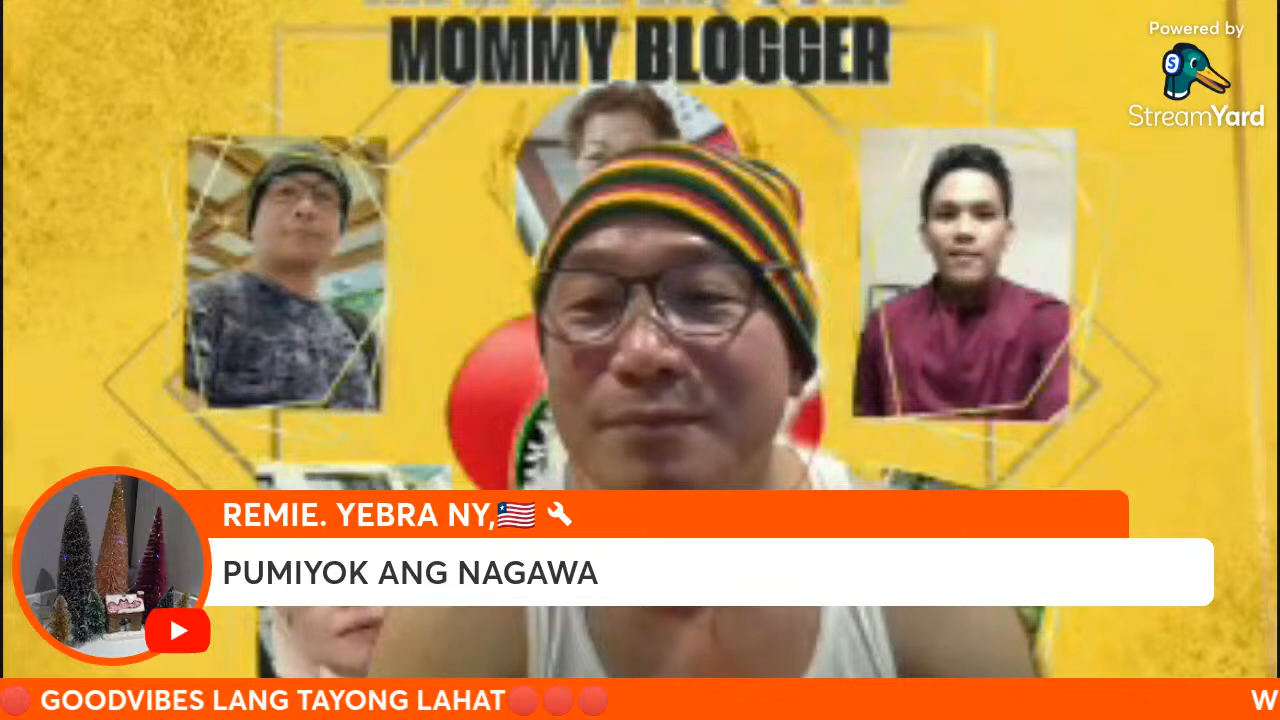 MOMMY BLOGGER
Powered by
StreamYard
REMIE. YEBRA NY,🇱🇷 🔧
PUMIYOK ANG NAGAWA
🔴 GOODVIBES LANG TAYONG LAHAT🔴🔴🔴
W